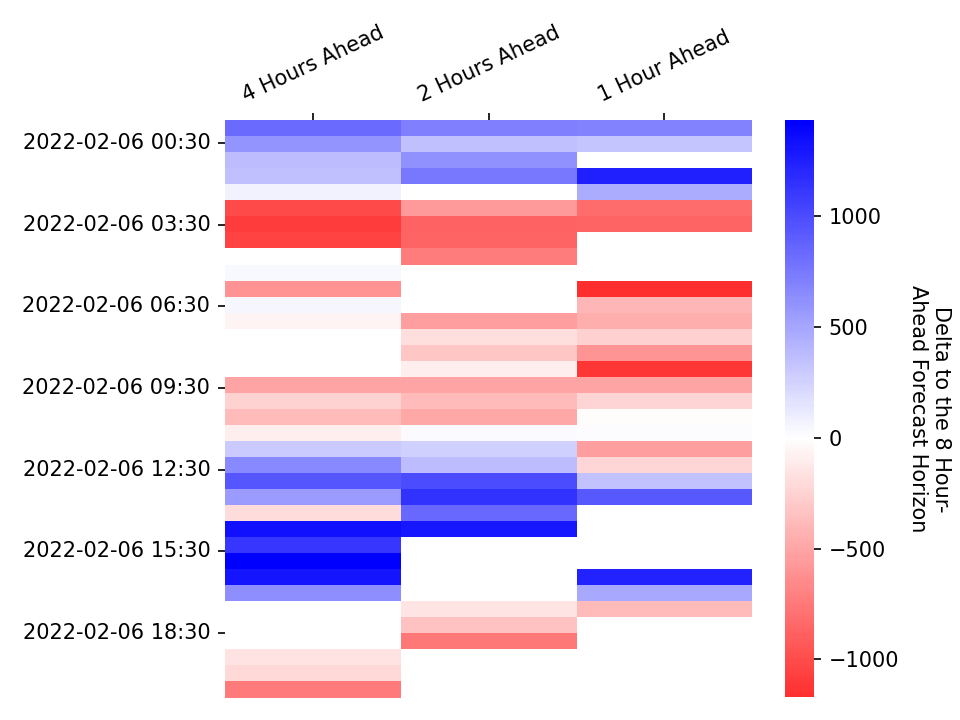 4 Hours Ahead
2 Hours Ahead
1 Hour Ahead
2022-02-06 00:30
2022-02-06 03:30
2022-02-06 06:30
2022-02-06 09:30
2022-02-06 12:30
2022-02-06 15:30
2022-02-06 18:30
1000
500
0
−500
−1000
Delta to the 8 Hour-
Ahead Forecast Horizon